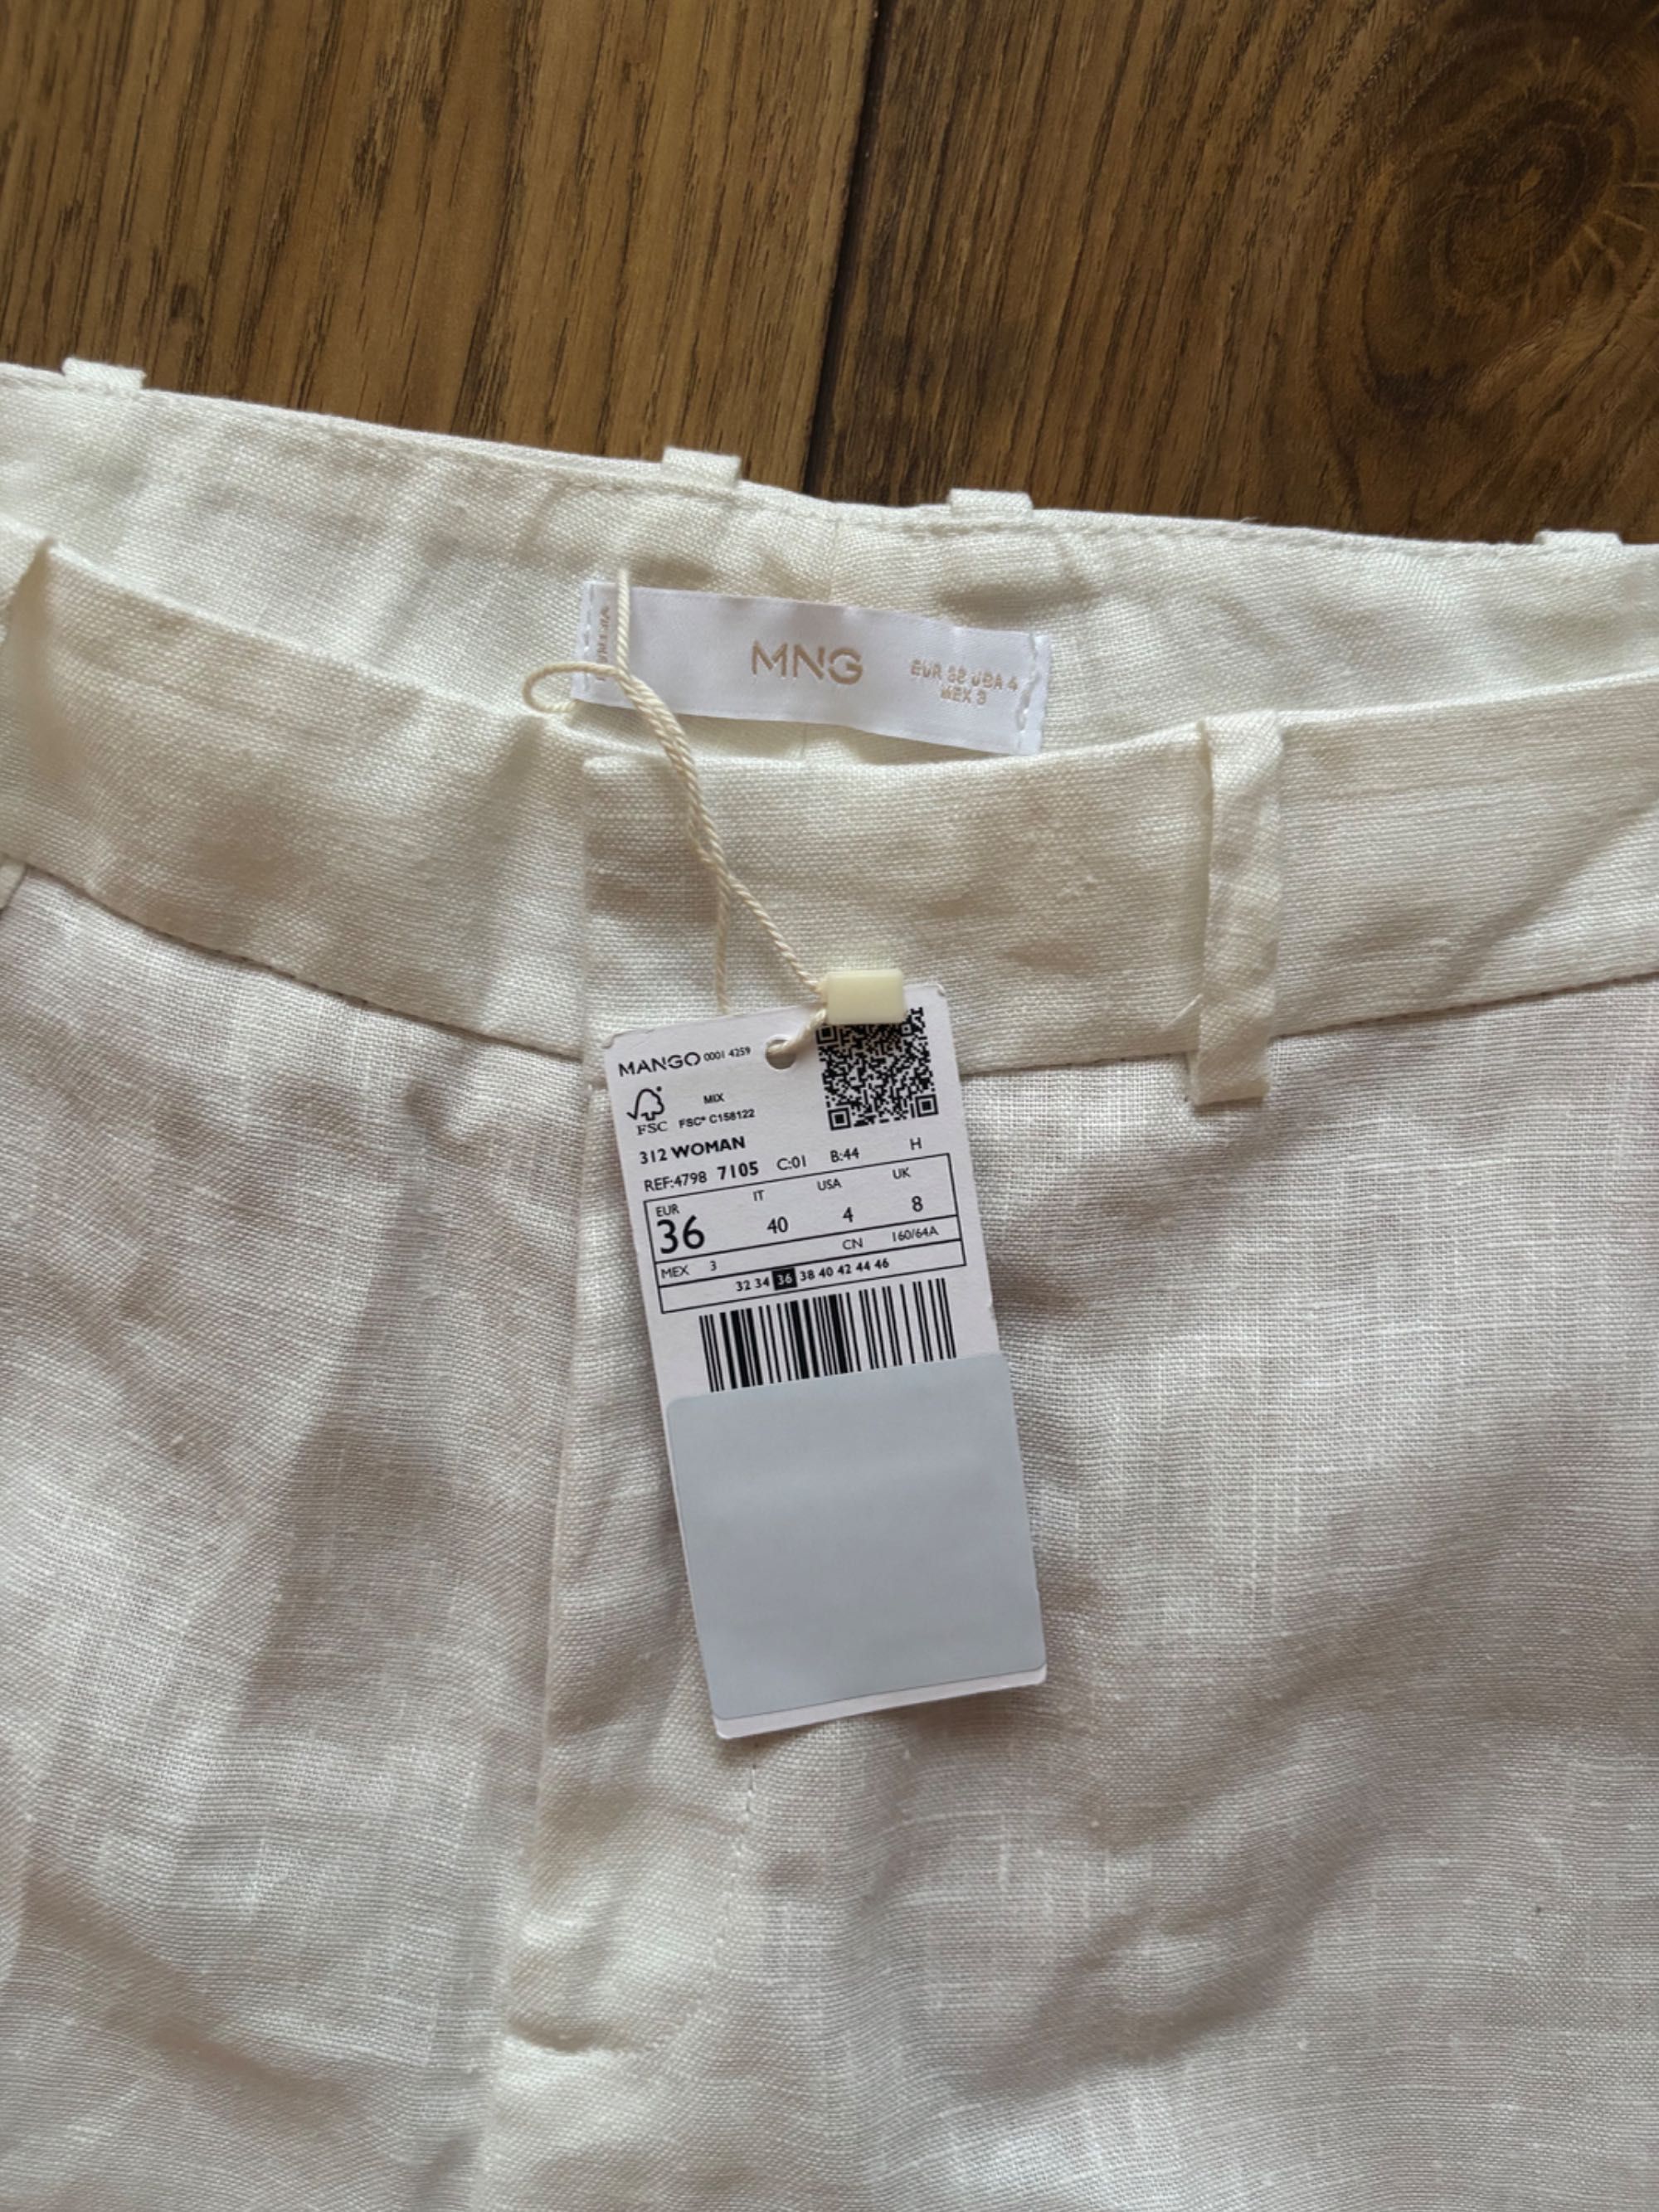 MNG
USA 4
MEX 3
MANGO 0001 4259
MIX
FSC FSC® C158122
312 WOMAN H
REF:4798 7105 C:01 B:44
EUR IT USA UK
36 40 4 8
MEX 3 CN 160/64A
32 34 36 38 40 42 44 46